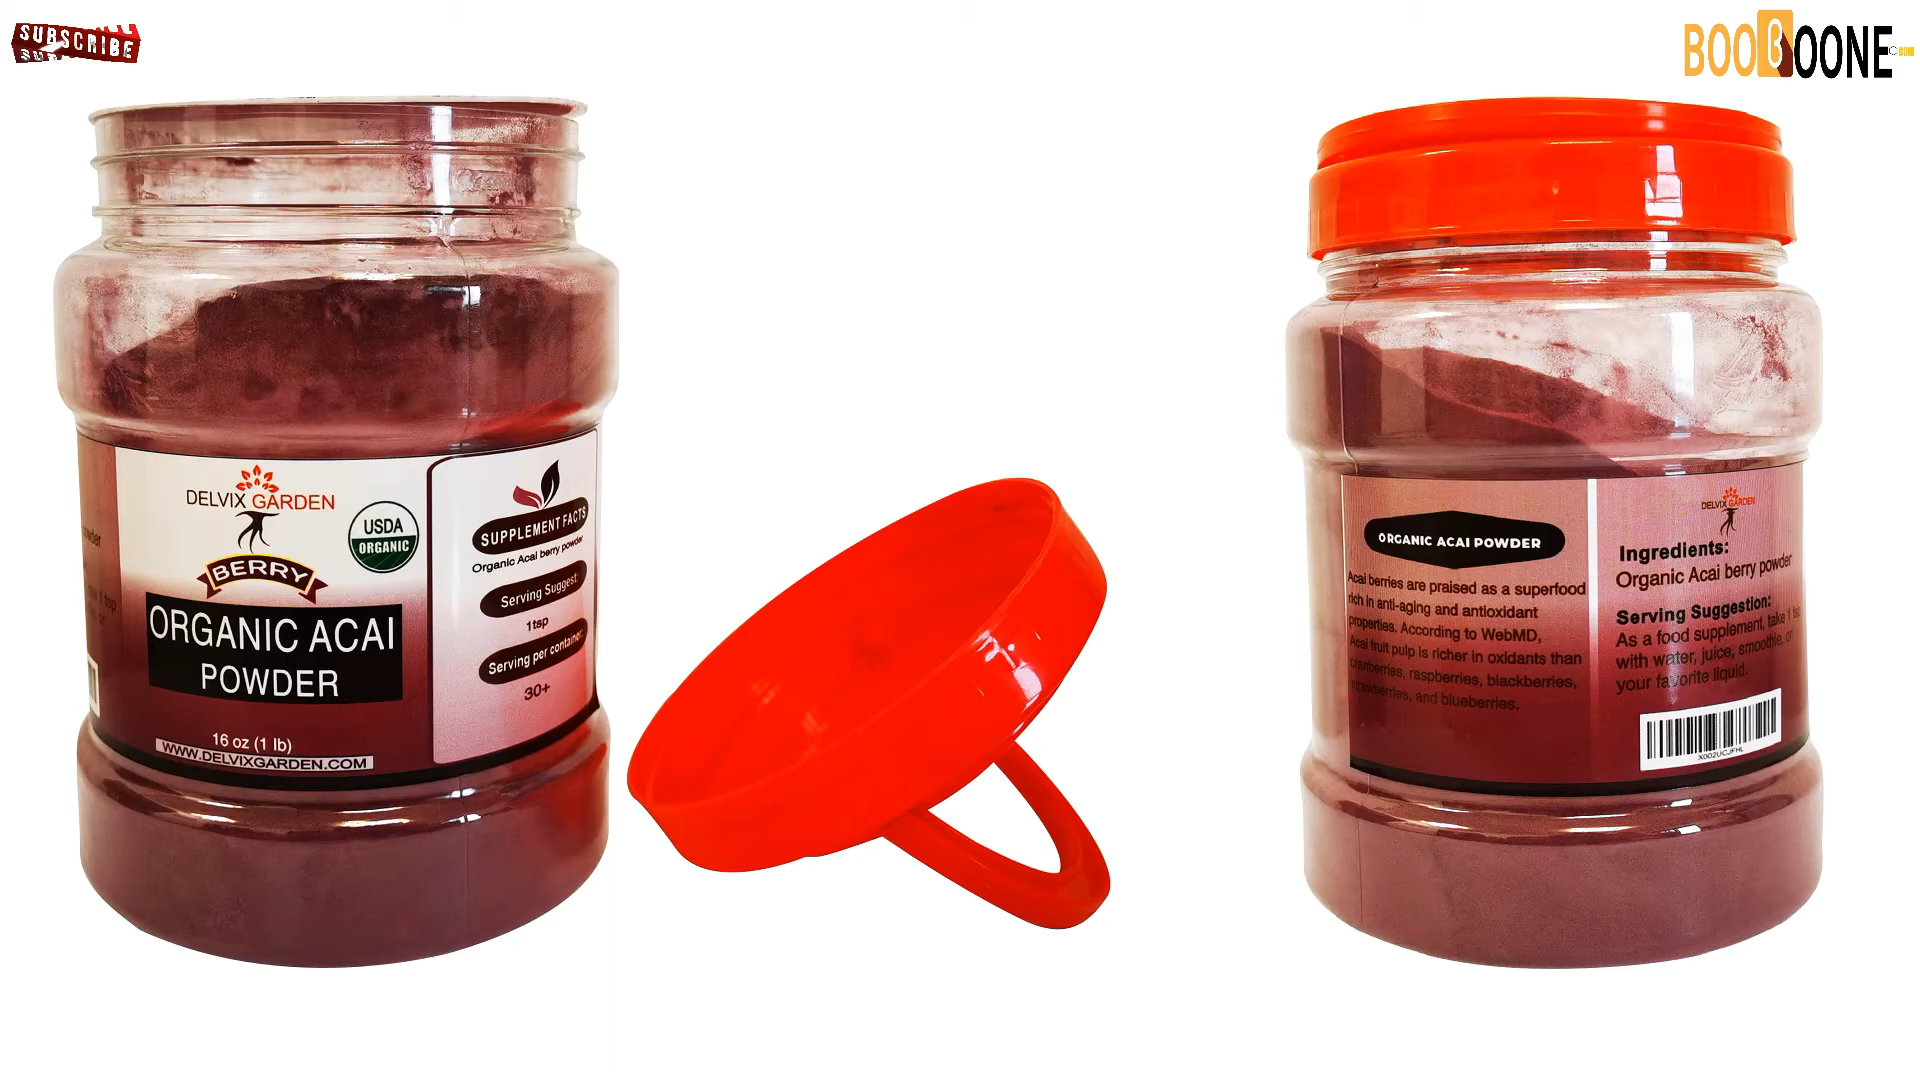 SUBSCRIBE
BOOBOONE.com
DELVIX GARDEN
BERRY
USDA
ORGANIC
ORGANIC ACAI
POWDER
16 oz (1 lb)
WWW.DELVIXGARDEN.COM
SUPPLEMENT FACTS
Organic Acai berry powder
Serving Suggest:
1tsp
Serving per container:
30+
ORGANIC ACAI POWDER
Acai berries are praised as a superfood
rich in anti-aging and antioxidant
properties. According to WebMD,
Acai fruit pulp is richer in oxidants than
cranberries, raspberries, blackberries,
strawberries, and blueberries.
DELVIX GARDEN
Ingredients:
Organic Acai berry powder
Serving Suggestion:
As a food supplement, take 1 tsp
with water, juice, smoothie, or
your favorite liquid.
X002UCJFHL